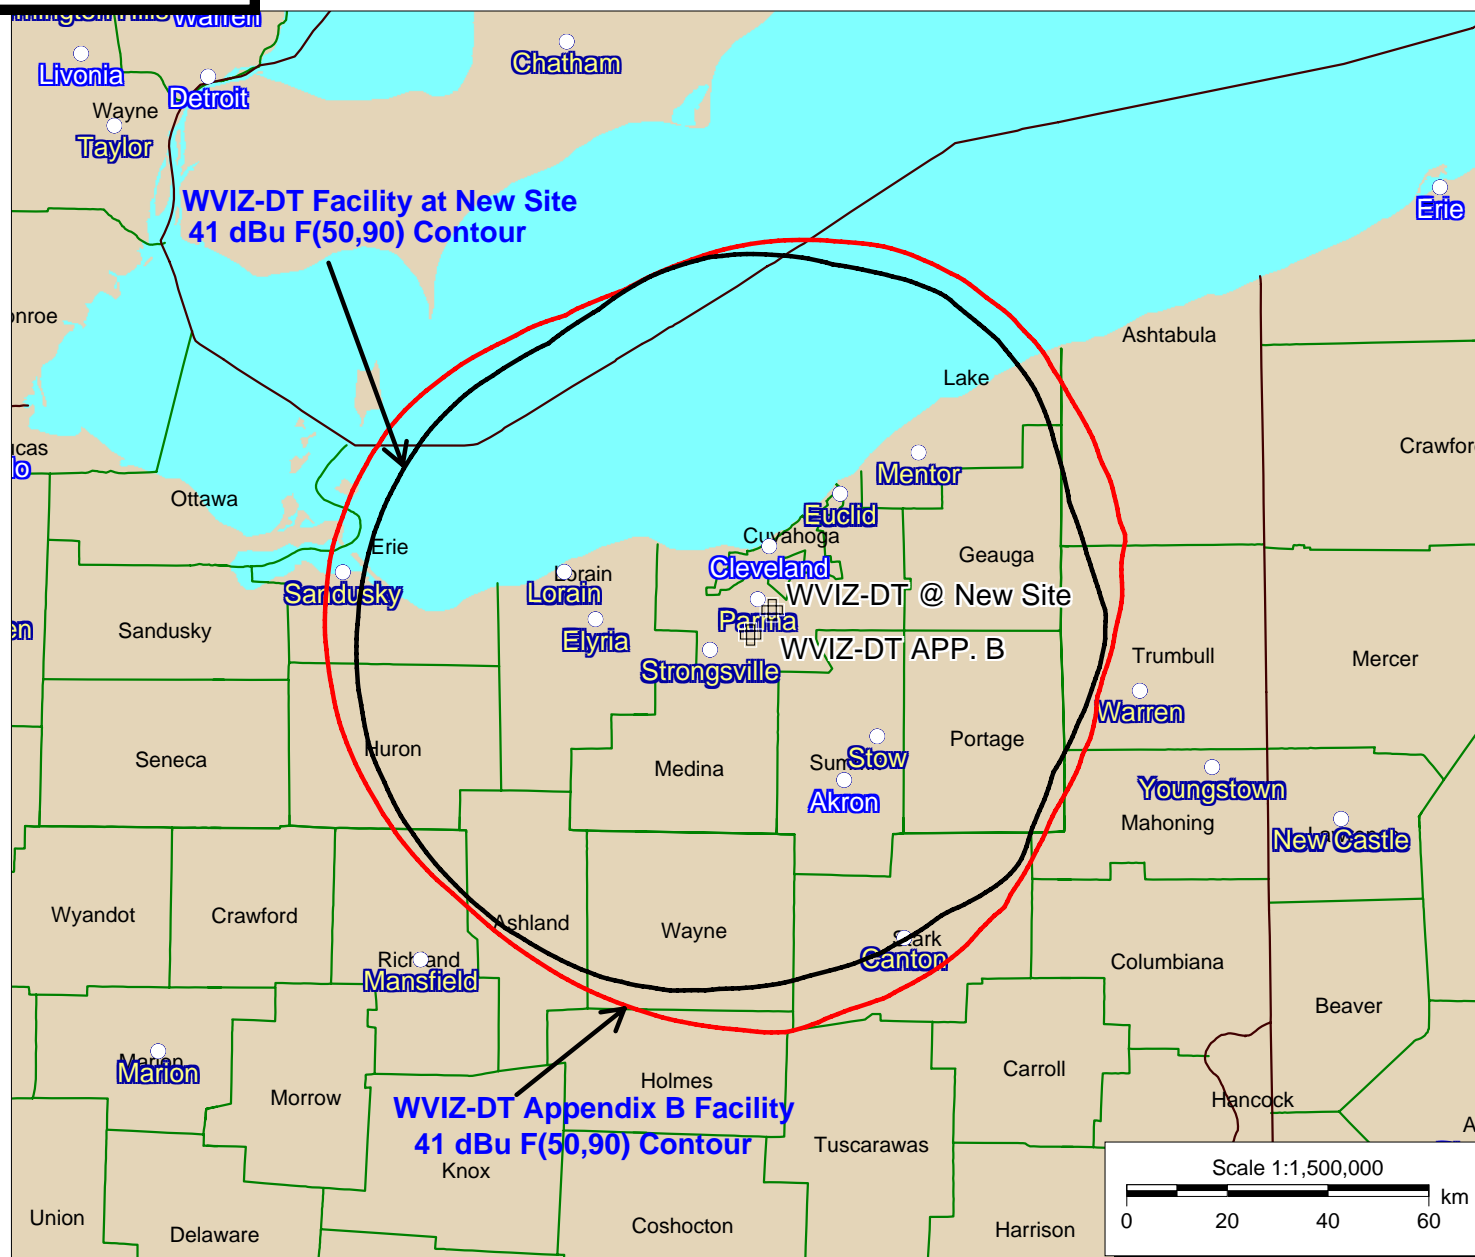 Warren
Livonia
Detroit
Chatham
Wayne
Taylor
WVIZ-DT Facility at New Site
41 dBu F(50,90) Contour
Erie
Ashtabula
Lake
Crawford
Mentor
Ottawa
Euclid
Cuyahoga
Erie
Geauga
Cleveland
Lorain
Sandusky
Lorain
WVIZ-DT @ New Site
Parma
Sandusky
Elyria
WVIZ-DT APP. B
Strongsville
Trumbull
Mercer
Warren
Portage
Huron
Seneca
Medina
Stow
Akron
Youngstown
Mahoning
New Castle
Wyandot
Crawford
Ashland
Wayne
Stark
Canton
Richland
Mansfield
Columbiana
Beaver
Marion
Marion
Holmes
Carroll
Morrow
Hancock
WVIZ-DT Appendix B Facility
41 dBu F(50,90) Contour
Tuscarawas
Knox
Scale 1:1,500,000
km
0 20 40 60
Union
Delaware
Coshocton
Harrison